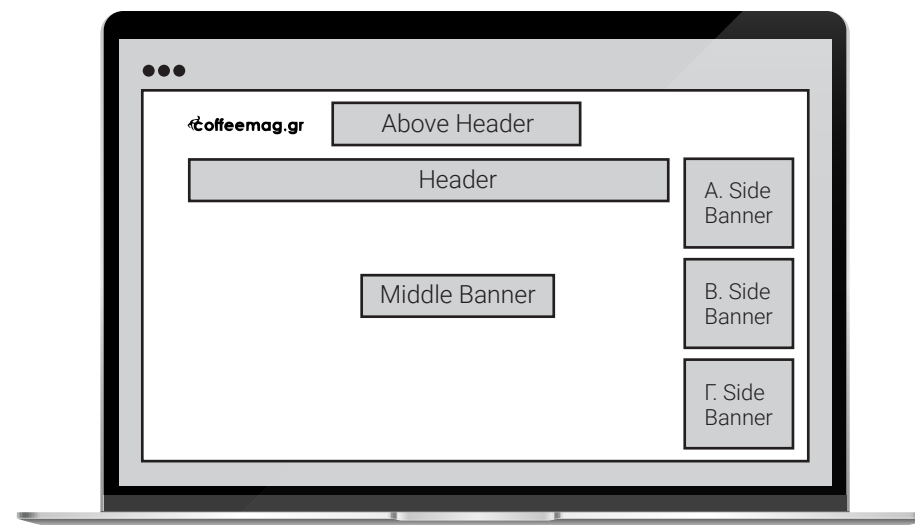 coffeemag.gr
Above Header
Header
Α. Side
Banner
Middle Banner
Β. Side
Banner
Γ. Side
Banner